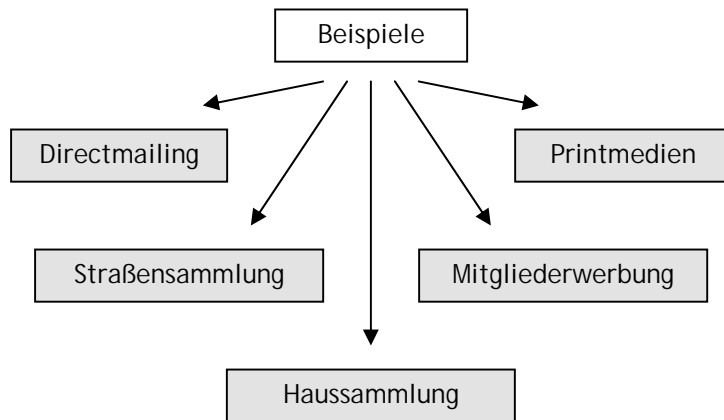 Beispiele
Directmailing
Printmedien
Straßensammlung
Mitgliederwerbung
Haussammlung